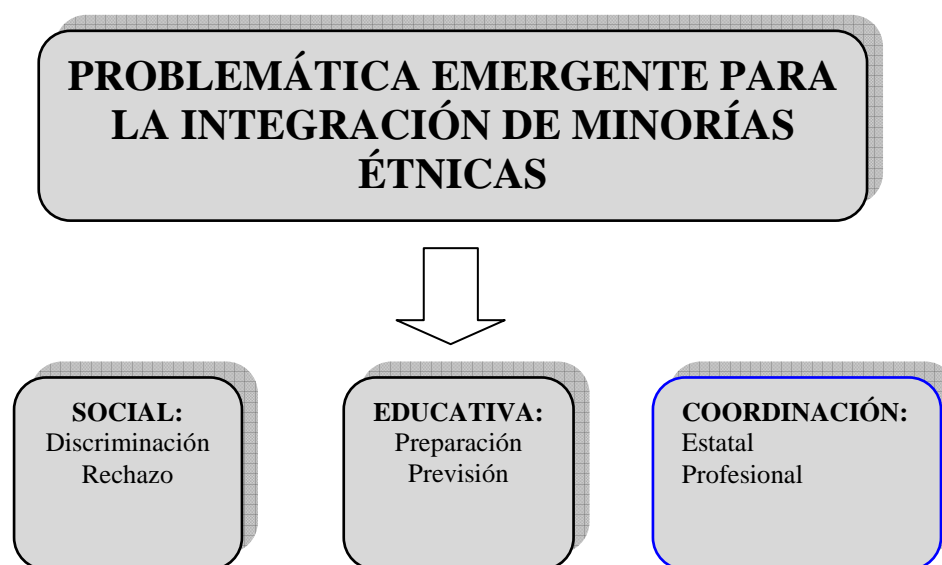 PROBLEMÁTICA EMERGENTE PARA
LA INTEGRACIÓN DE MINORÍAS
ÉTNICAS
SOCIAL:
Discriminación
Rechazo
EDUCATIVA:
Preparación
Previsión
COORDINACIÓN:
Estatal
Profesional